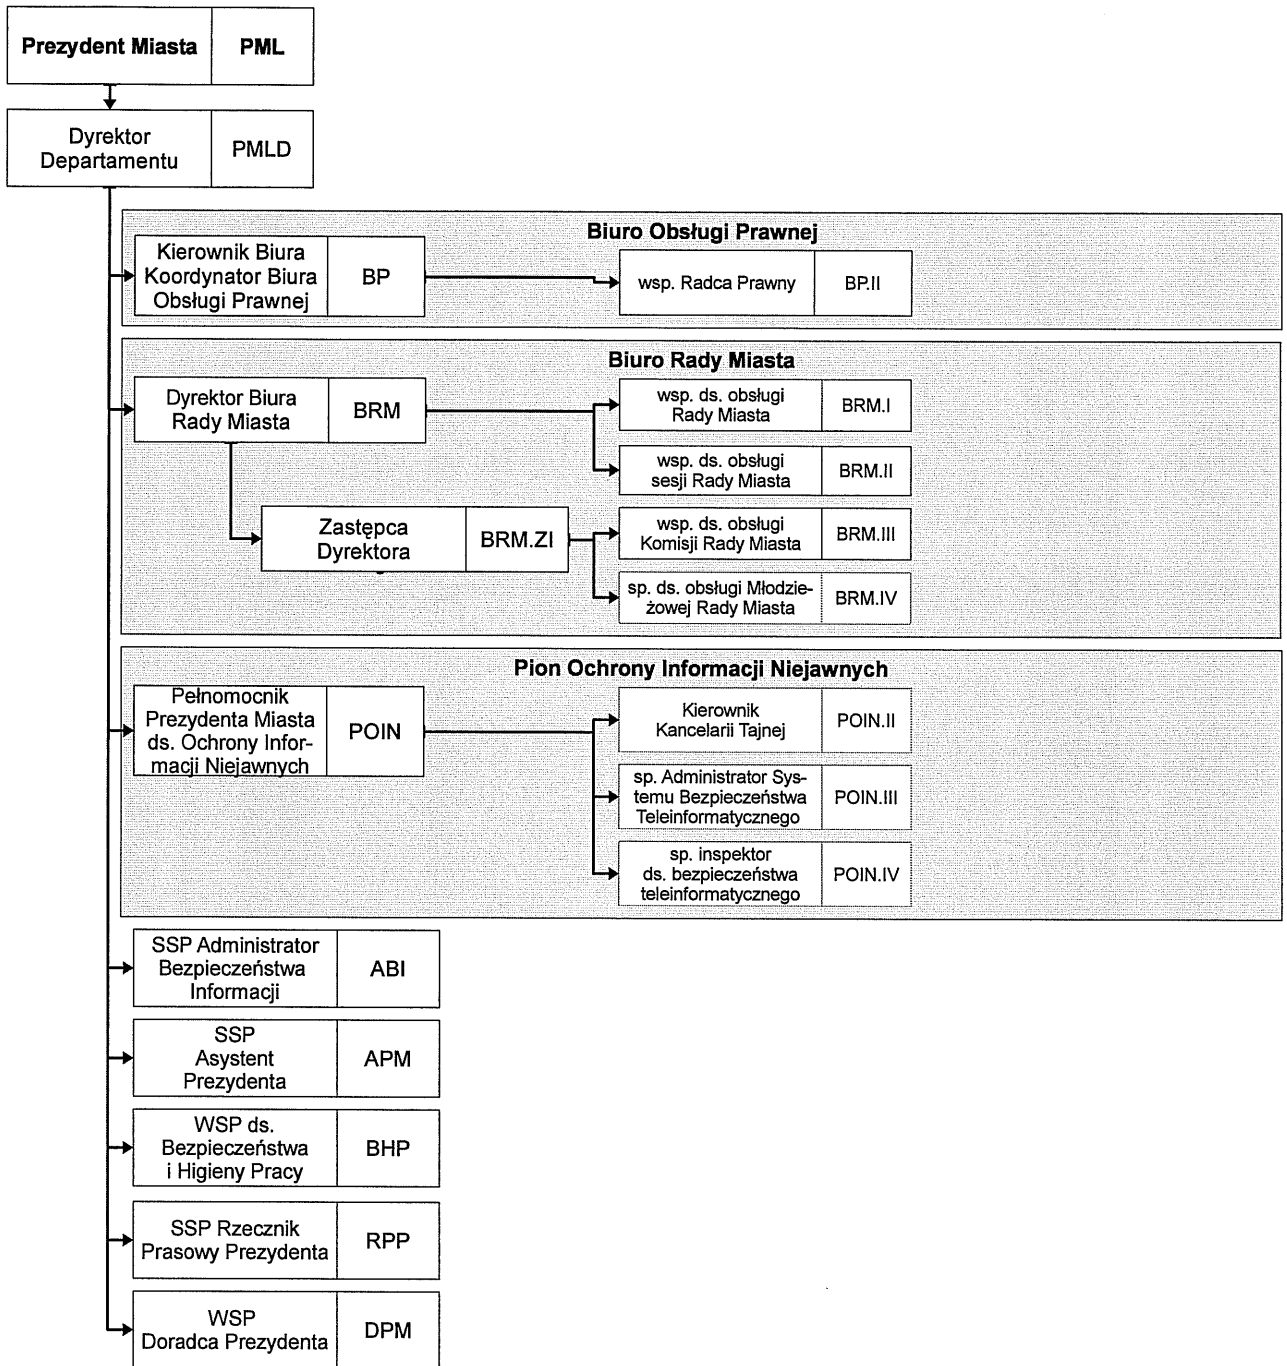 Prezydent Miasta PML
Dyrektor
Departamentu
PMLD
Biuro Obsługi Prawnej
Kierownik Biura
Koordynator Biura
Obsługi Prawnej
BP
wsp. Radca Prawny BP.II
Biuro Rady Miasta
Dyrektor Biura
Rady Miasta
BRM
wsp. ds. obsługi
Rady Miasta
BRM.I
wsp. ds. obsługi
sesji Rady Miasta
BRM.II
Zastępca
Dyrektora
BRM.ZI
wsp. ds. obsługi
Komisji Rady Miasta
BRM.III
sp. ds. obsługi Młodzie-
żowej Rady Miasta
BRM.IV
Pion Ochrony Informacji Niejawnych
Pełnomocnik
Prezydenta Miasta
ds. Ochrony Infor-
macji Niejawnych
POIN
Kierownik
Kancelarii Tajnej
POIN.II
sp. Administrator Sys-
temu Bezpieczeństwa
Teleinformatycznego
POIN.III
sp. inspektor
ds. bezpieczeństwa
teleinformatycznego
POIN.IV
SSP Administrator
Bezpieczeństwa
Informacji
ABI
SSP
Asystent
Prezydenta
APM
WSP ds.
Bezpieczeństwa
i Higieny Pracy
BHP
SSP Rzecznik
Prasowy Prezydenta
RPP
WSP
Doradca Prezydenta
DPM